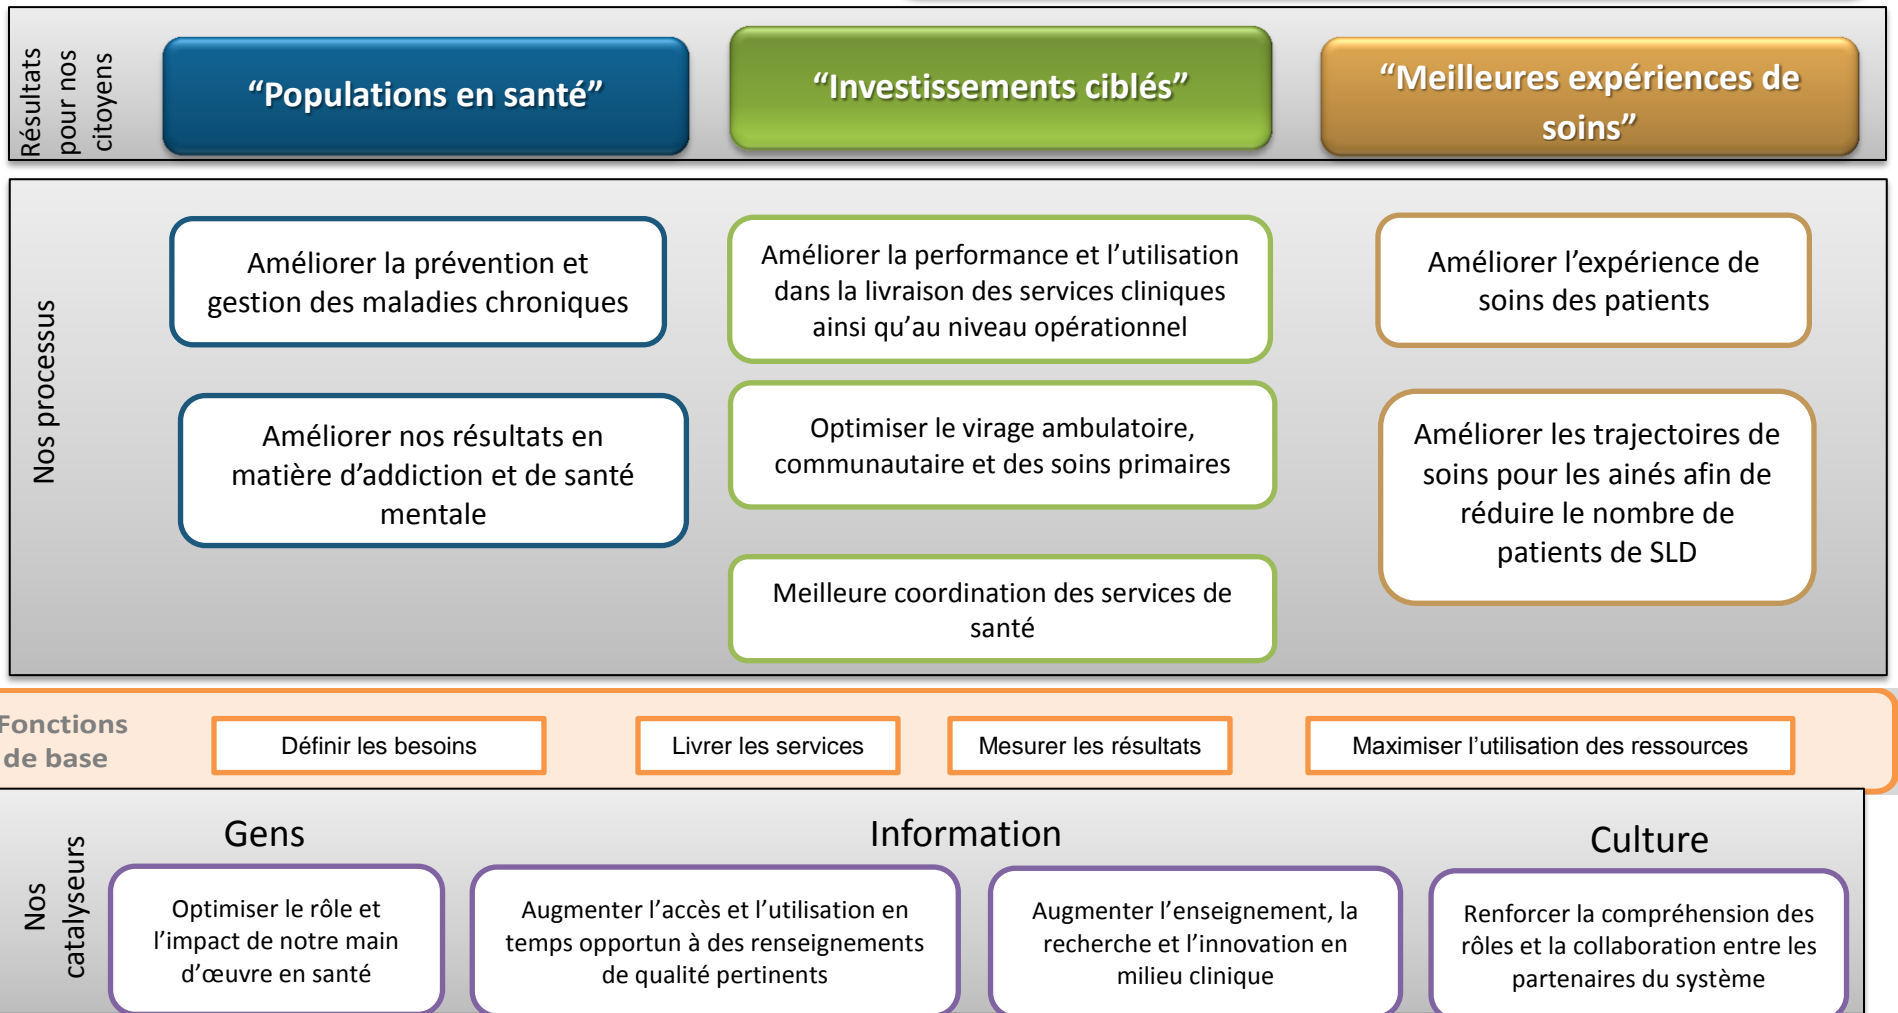 Résultats
pour nos
citoyens
“Populations en santé”
“Investissements ciblés”
“Meilleures expériences de
soins”
Nos processus
Améliorer la prévention et
gestion des maladies chroniques
Améliorer nos résultats en
matière d’addiction et de santé
mentale
Améliorer la performance et l’utilisation
dans la livraison des services cliniques
ainsi qu’au niveau opérationnel
Optimiser le virage ambulatoire,
communautaire et des soins primaires
Meilleure coordination des services de
santé
Améliorer l’expérience de
soins des patients
Améliorer les trajectoires de
soins pour les ainés afin de
réduire le nombre de
patients de SLD
Fonctions
de base
Définir les besoins
Livrer les services
Mesurer les résultats
Maximiser l’utilisation des ressources
Nos
catalyseurs
Gens
Optimiser le rôle et
l’impact de notre main
d’œuvre en santé
Information
Augmenter l’accès et l’utilisation en
temps opportun à des renseignements
de qualité pertinents
Augmenter l’enseignement, la
recherche et l’innovation en
milieu clinique
Culture
Renforcer la compréhension des
rôles et la collaboration entre les
partenaires du système